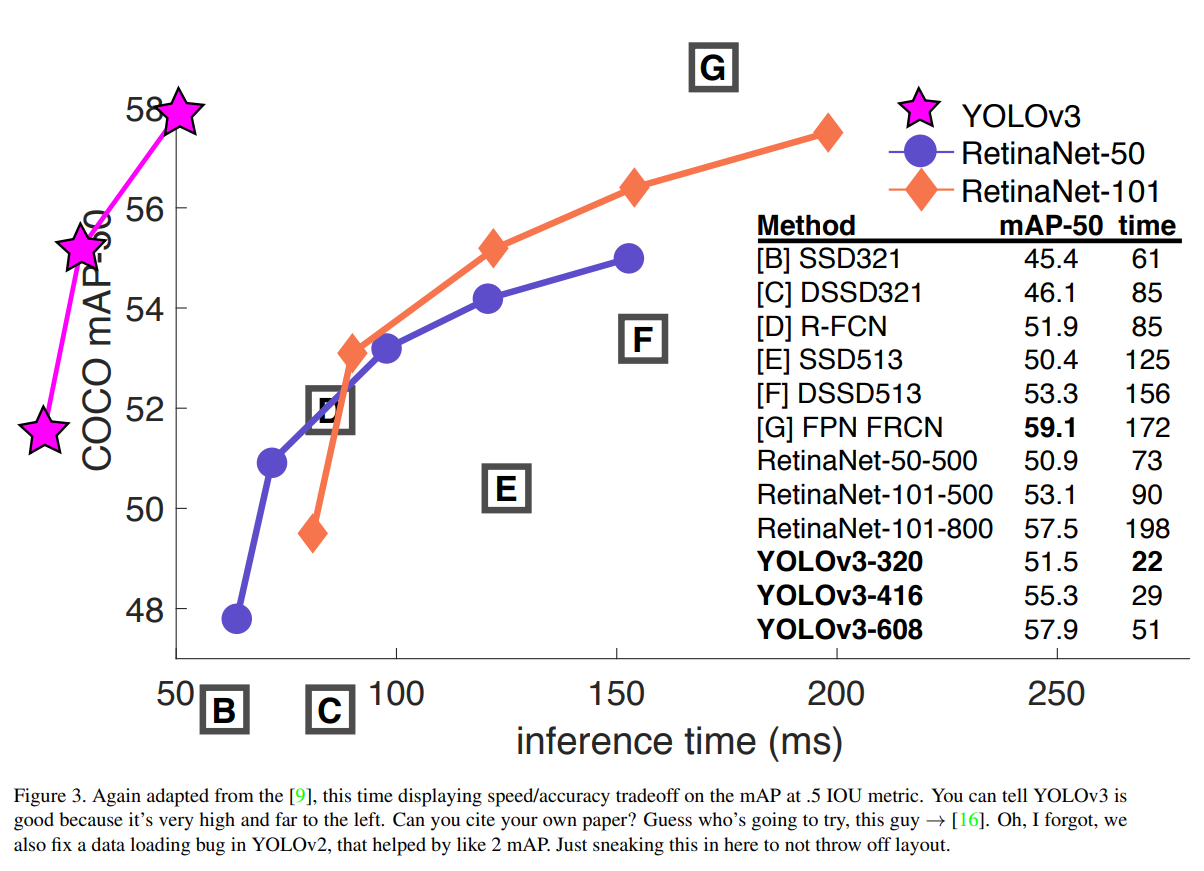 G
58
YOLOv3
RetinaNet-50
RetinaNet-101
56
54
52
50
48
COCO mAP-50
F
D
E
Method mAP-50 time
[B] SSD321 45.4 61
[C] DSSD321 46.1 85
[D] R-FCN 51.9 85
[E] SSD513 50.4 125
[F] DSSD513 53.3 156
[G] FPN FRCN 59.1 172
RetinaNet-50-500 50.9 73
RetinaNet-101-500 53.1 90
RetinaNet-101-800 57.5 198
YOLOv3-320 51.5 22
YOLOv3-416 55.3 29
YOLOv3-608 57.9 51
50 100 150 200 250
B C
inference time (ms)
Figure 3. Again adapted from the [9], this time displaying speed/accuracy tradeoff on the mAP at .5 IOU metric. You can tell YOLOv3 is
good because it's very high and far to the left. Can you cite your own paper? Guess who's going to try, this guy → [16]. Oh, I forgot, we
also fix a data loading bug in YOLOv2, that helped by like 2 mAP. Just sneaking this in here to not throw off layout.